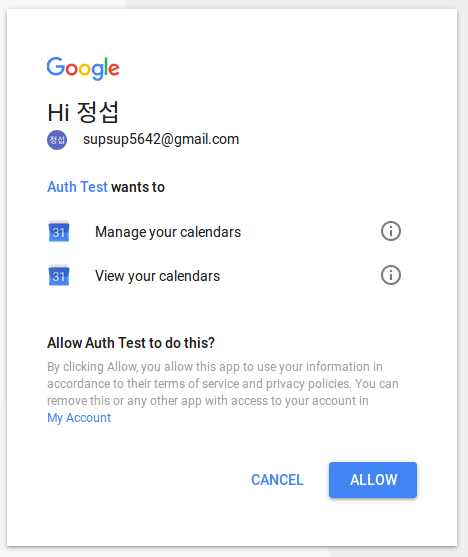 Google
Hi 정섭
정섭 supsup5642@gmail.com
Auth Test wants to
31 Manage your calendars
31 View your calendars
Allow Auth Test to do this?
By clicking Allow, you allow this app to use your information in
accordance to their terms of service and privacy policies. You can
remove this or any other app with access to your account in
My Account
CANCEL ALLOW